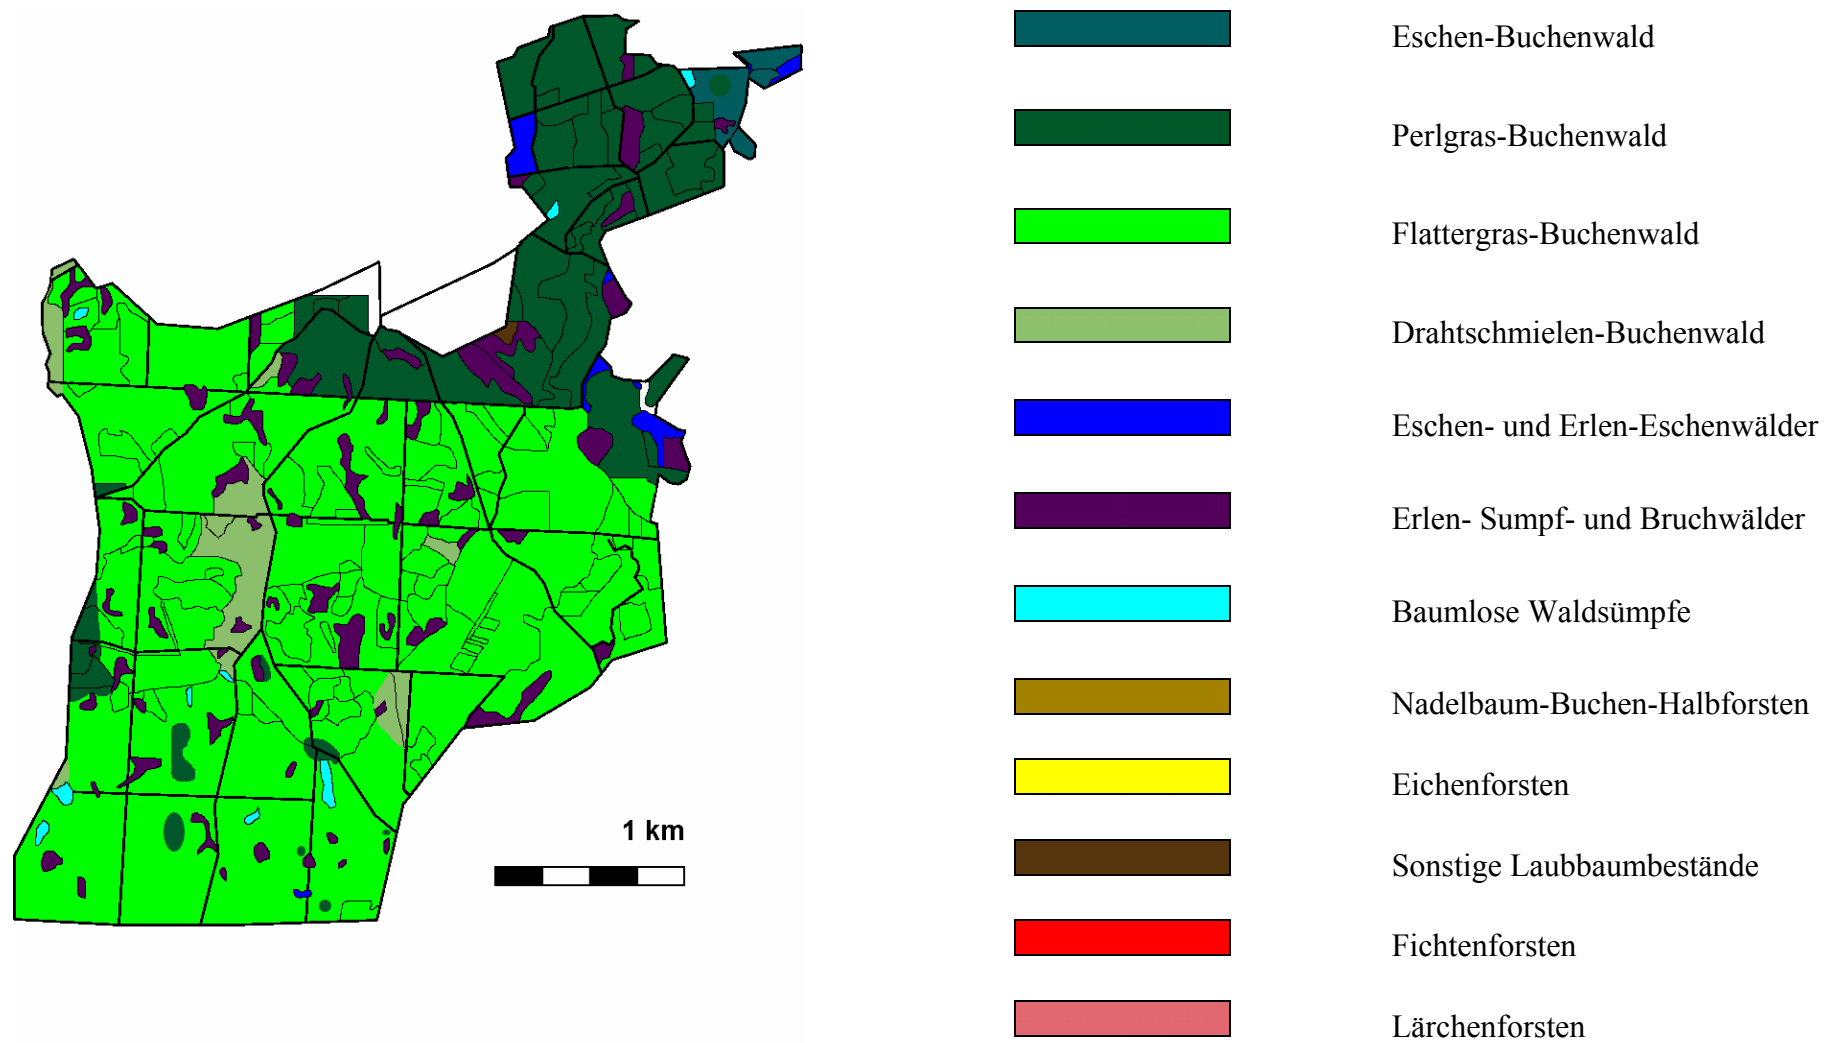 Eschen-Buchenwald
Perlgras-Buchenwald
Flattergras-Buchenwald
Drahtschmielen-Buchenwald
Eschen- und Erlen-Eschenwälder
Erlen- Sumpf- und Bruchwälder
Baumlose Waldsümpfe
Nadelbaum-Buchen-Halbforsten
Eichenforsten
Sonstige Laubbaumbestände
Fichtenforsten
Lärchenforsten
1 km